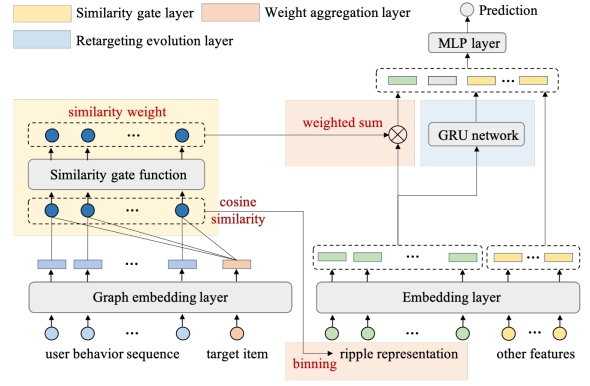 Similarity gate layer
Weight aggregation layer
Retargeting evolution layer
Prediction
MLP layer
...
similarity weight
...
weighted sum
GRU network
Similarity gate function
...
cosine
similarity
...
...
...
Graph embedding layer
Embedding layer
...
...
...
user behavior sequence
target item
binning
ripple representation
other features